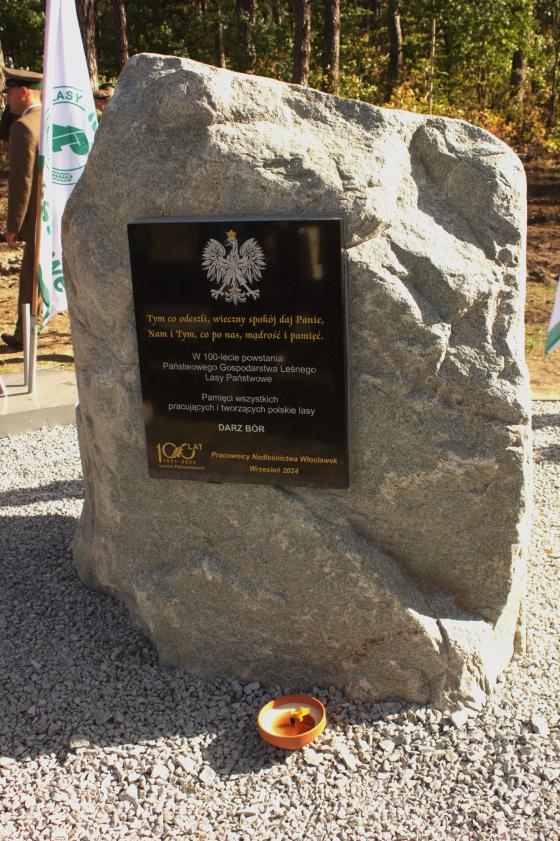 LASY
Tym co odeszli, wieczny spokój daj Panie,
Nam i Tym, co po nas, mądrość i pamięć.
W 100-lecie powstania
Państwowego Gospodarstwa Leśnego
Lasy Państwowe
Pamięci wszystkich
pracujących i tworzących polskie lasy
DARZ BÓR
100 LAT
1924-2024
Lasów Państwowych
Pracownicy Nadleśnictwa Włocławek
Wrzesień 2024